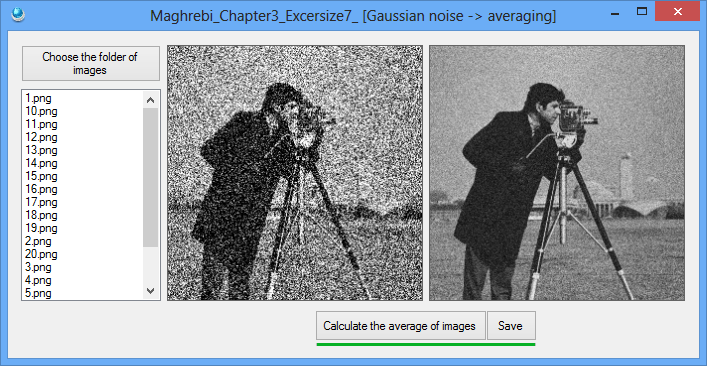 Maghrebi_Chapter3_Excersize7_ [Gaussian noise -> averaging]
Choose the folder of
images
1.png
10.png
11.png
12.png
13.png
14.png
15.png
16.png
17.png
18.png
19.png
2.png
20.png
3.png
4.png
5.png
Calculate the average of images
Save